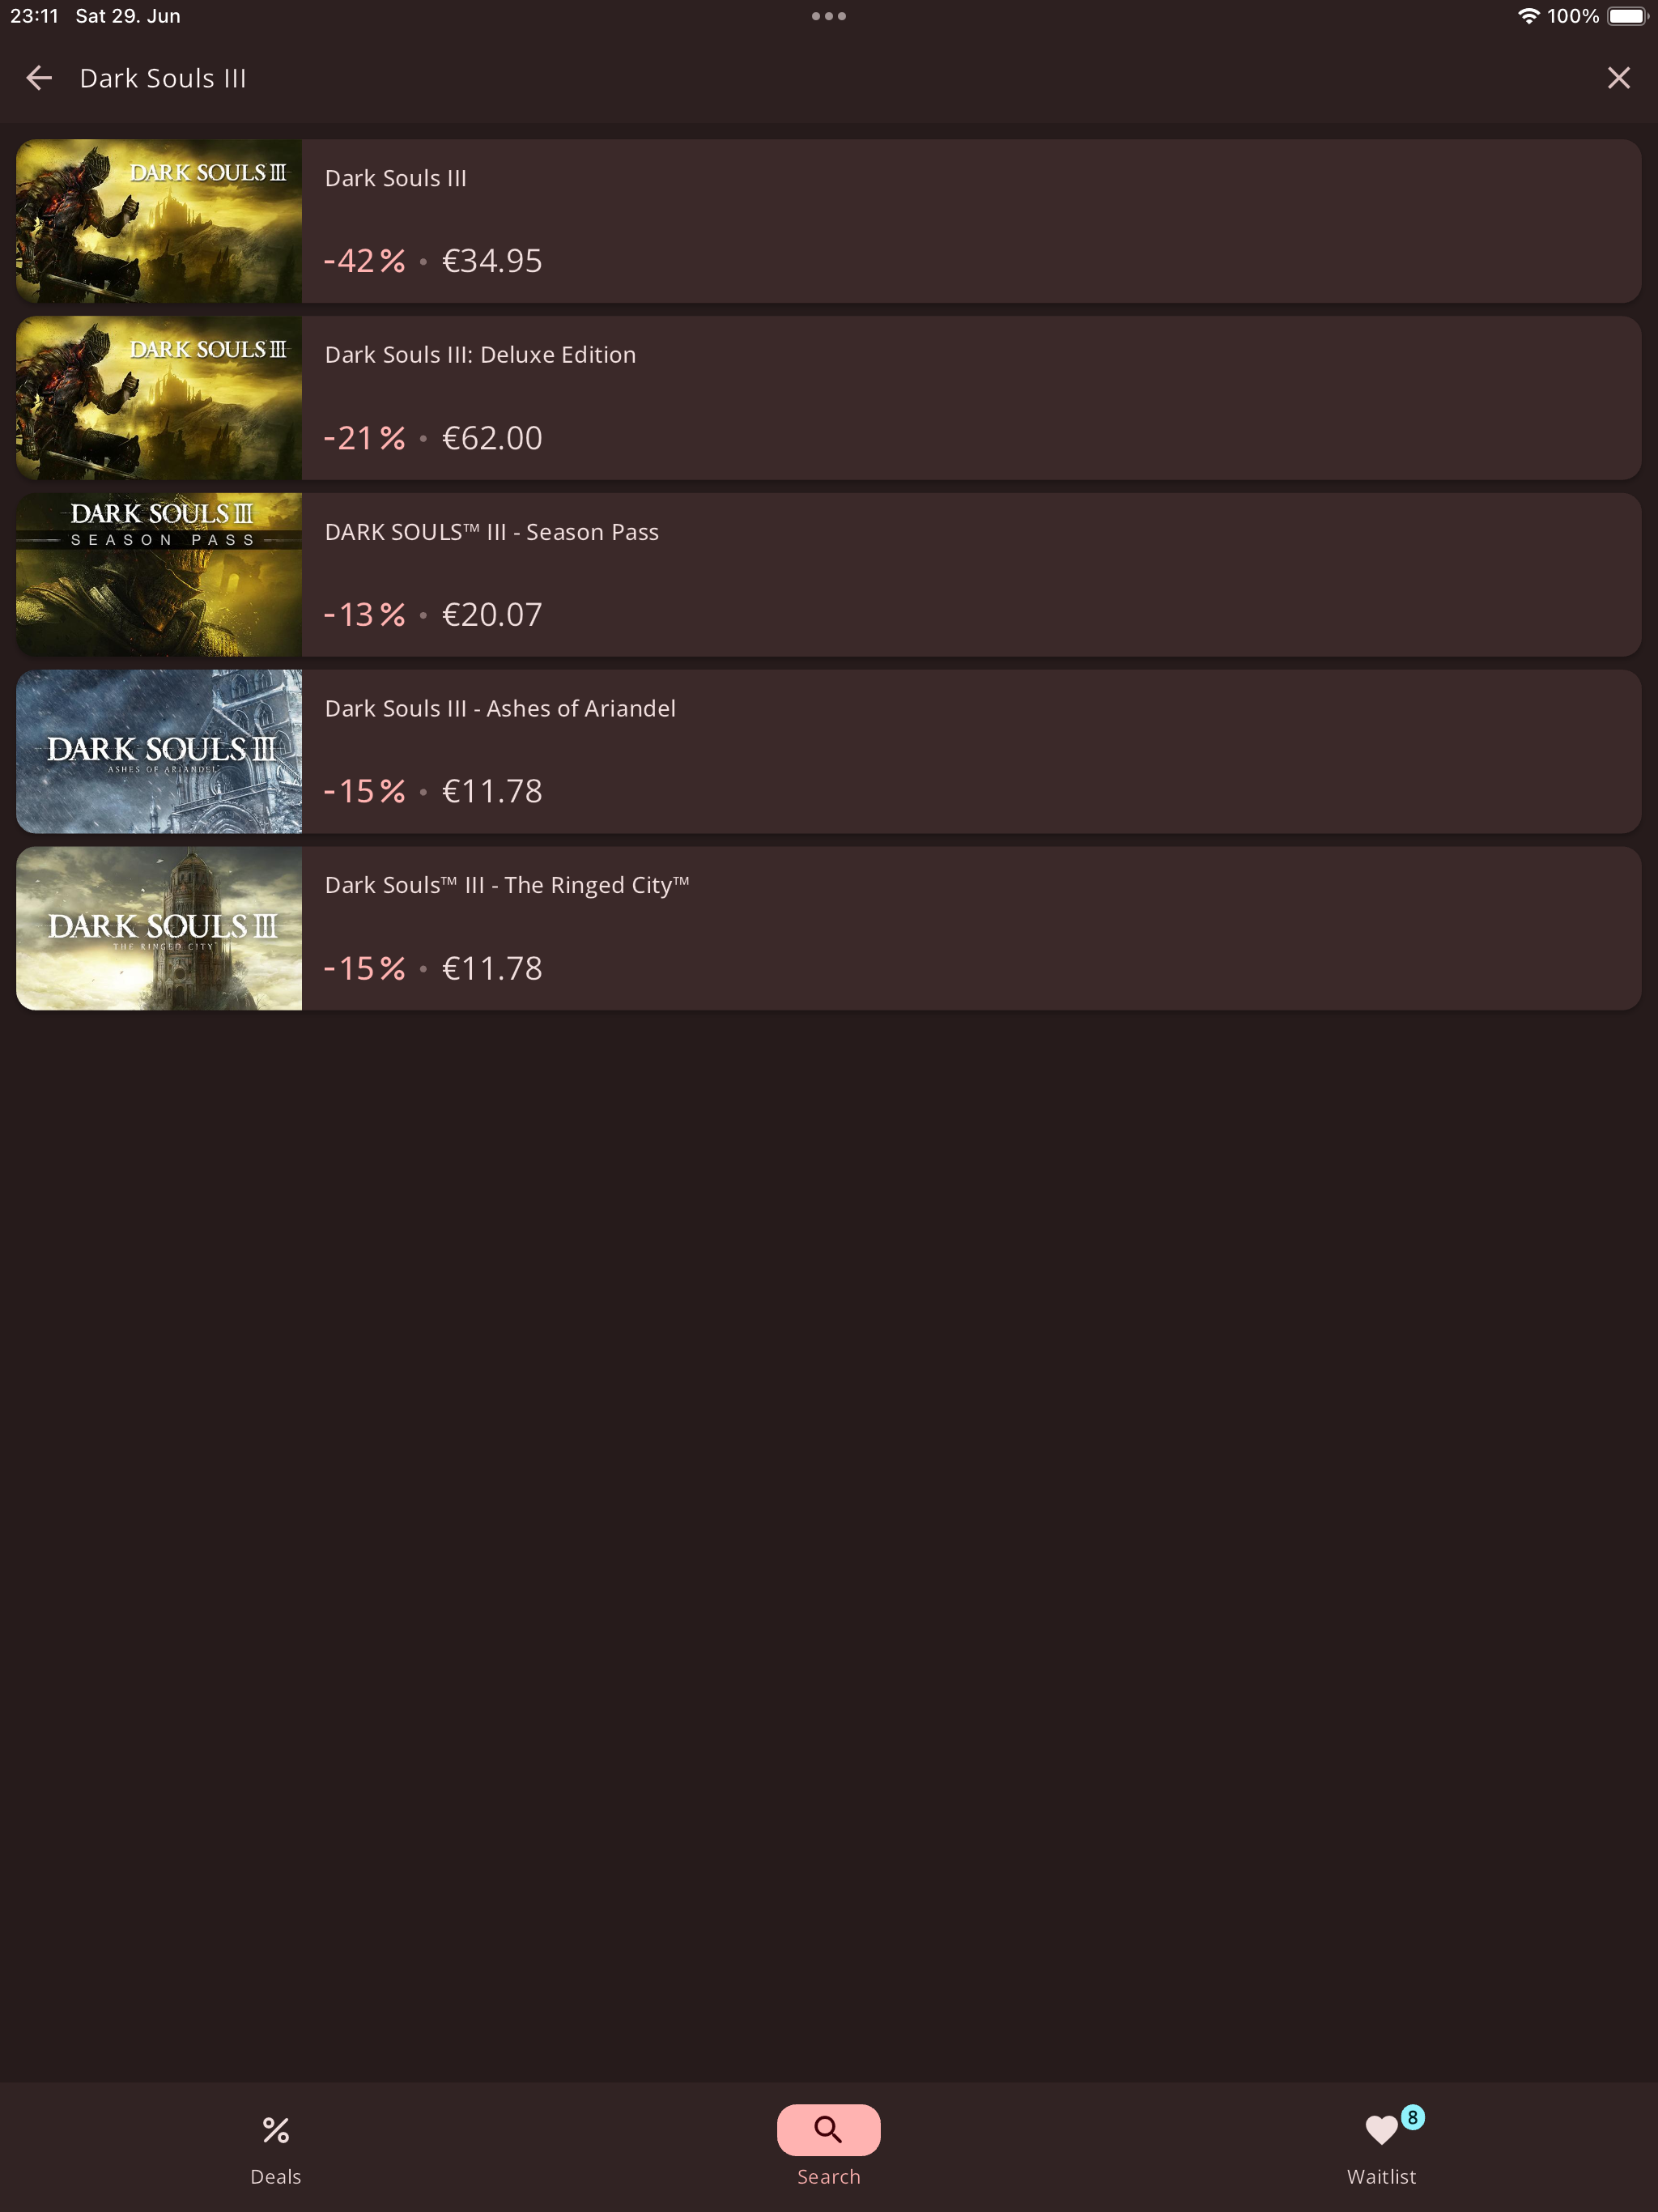 23:11 Sat 29. Jun 100%
Dark Souls III
DARK SOULS III
Dark Souls III
-42% • €34.95
DARK SOULS III
Dark Souls III: Deluxe Edition
-21% • €62.00
DARK SOULS III
SEASON PASS
DARK SOULS™ III - Season Pass
-13% • €20.07
DARK SOULS III
ASHES OF ARIANDEL
Dark Souls III - Ashes of Ariandel
-15% • €11.78
DARK SOULS III
THE RINGED CITY
Dark Souls™ III - The Ringed City™
-15% • €11.78
8
Deals
Search
Waitlist